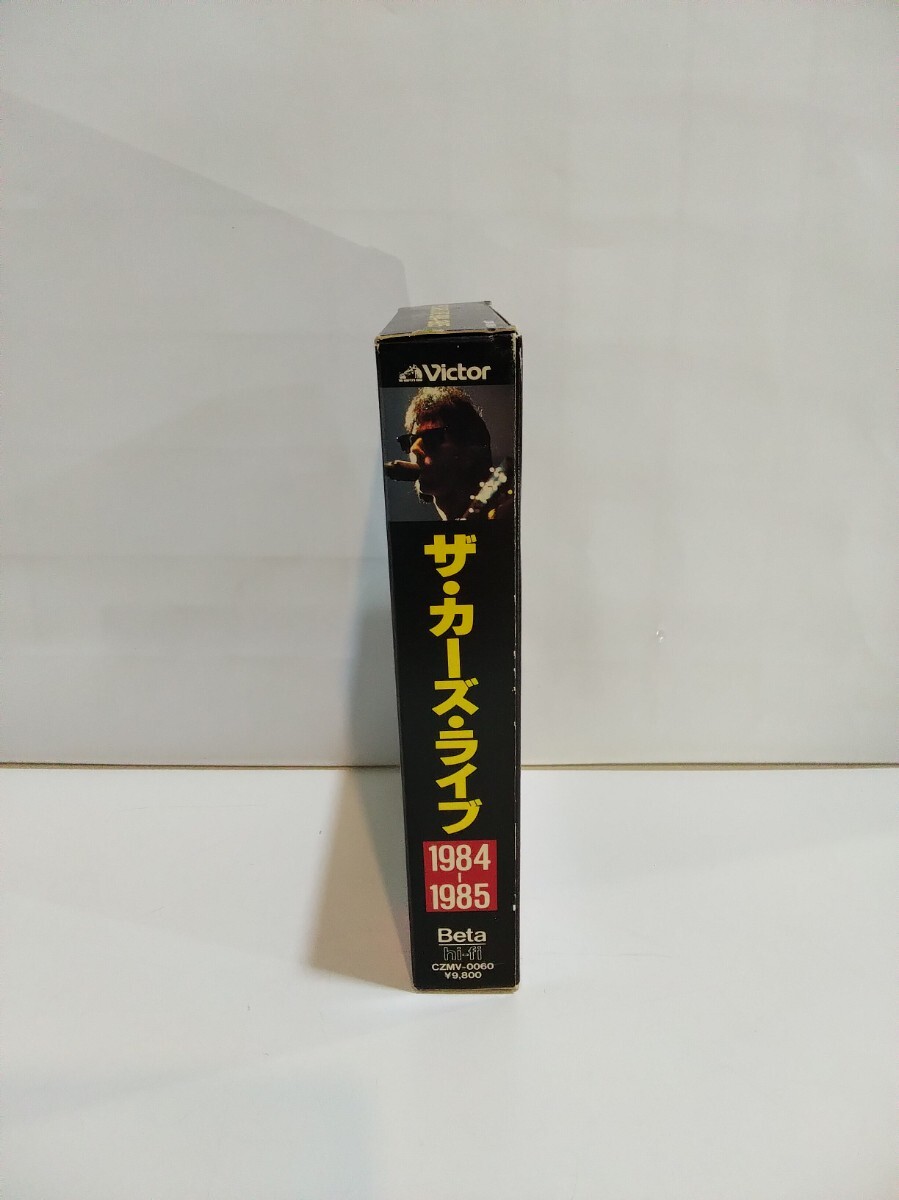 Victor
ザ・カーズ・ライブ
1984
-
1985
Beta
hi-fi
CZMV-0060
¥9,800